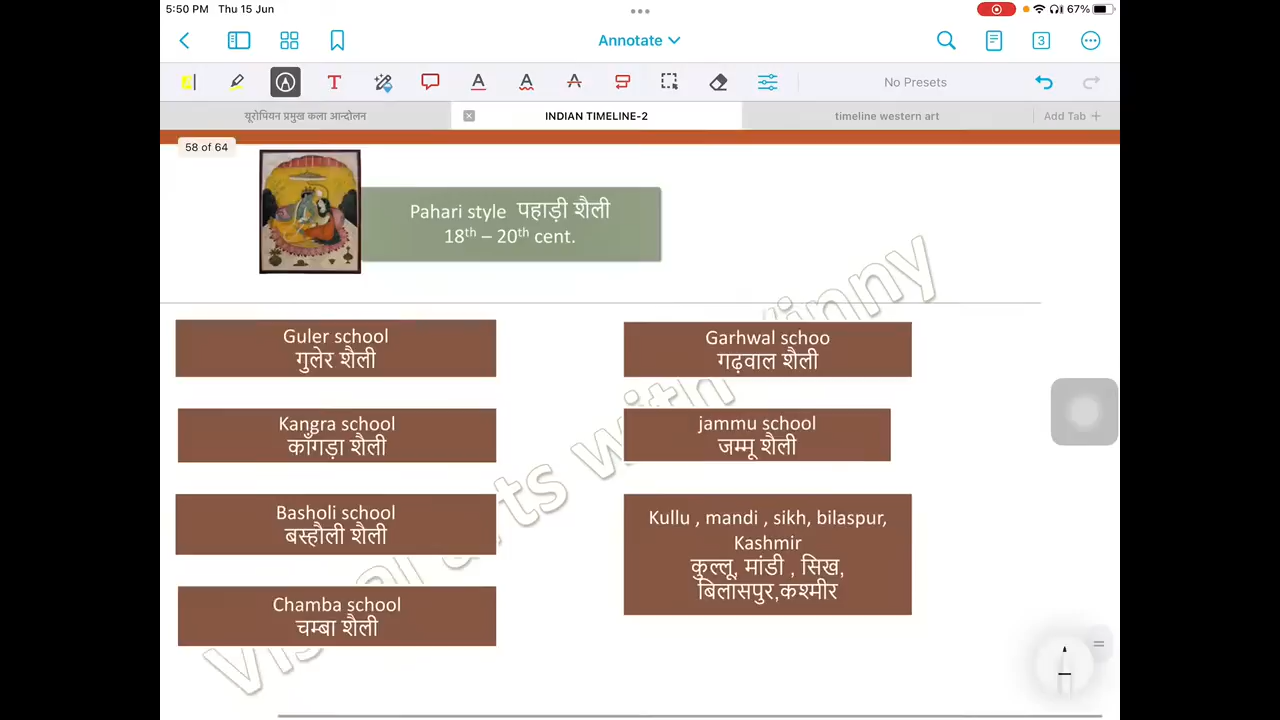 5:50 PM Thu 15 Jun
67%
Annotate
3
T
A
A
A
No Presets
यूरोपियन प्रमुख कला आन्दोलन
INDIAN TIMELINE-2
timeline western art
Add Tab +
58 of 64
Pahari style पहाड़ी शैली
18th – 20th cent.
Guler school
गुलेर शैली
Kangra school
काँगड़ा शैली
Basholi school
बस्हौली शैली
Chamba school
चम्बा शैली
Garhwal schoo
गढ़वाल शैली
jammu school
जम्मू शैली
Kullu , mandi , sikh, bilaspur,
Kashmir
कुल्लू, मांडी , सिख,
बिलासपुर,कश्मीर